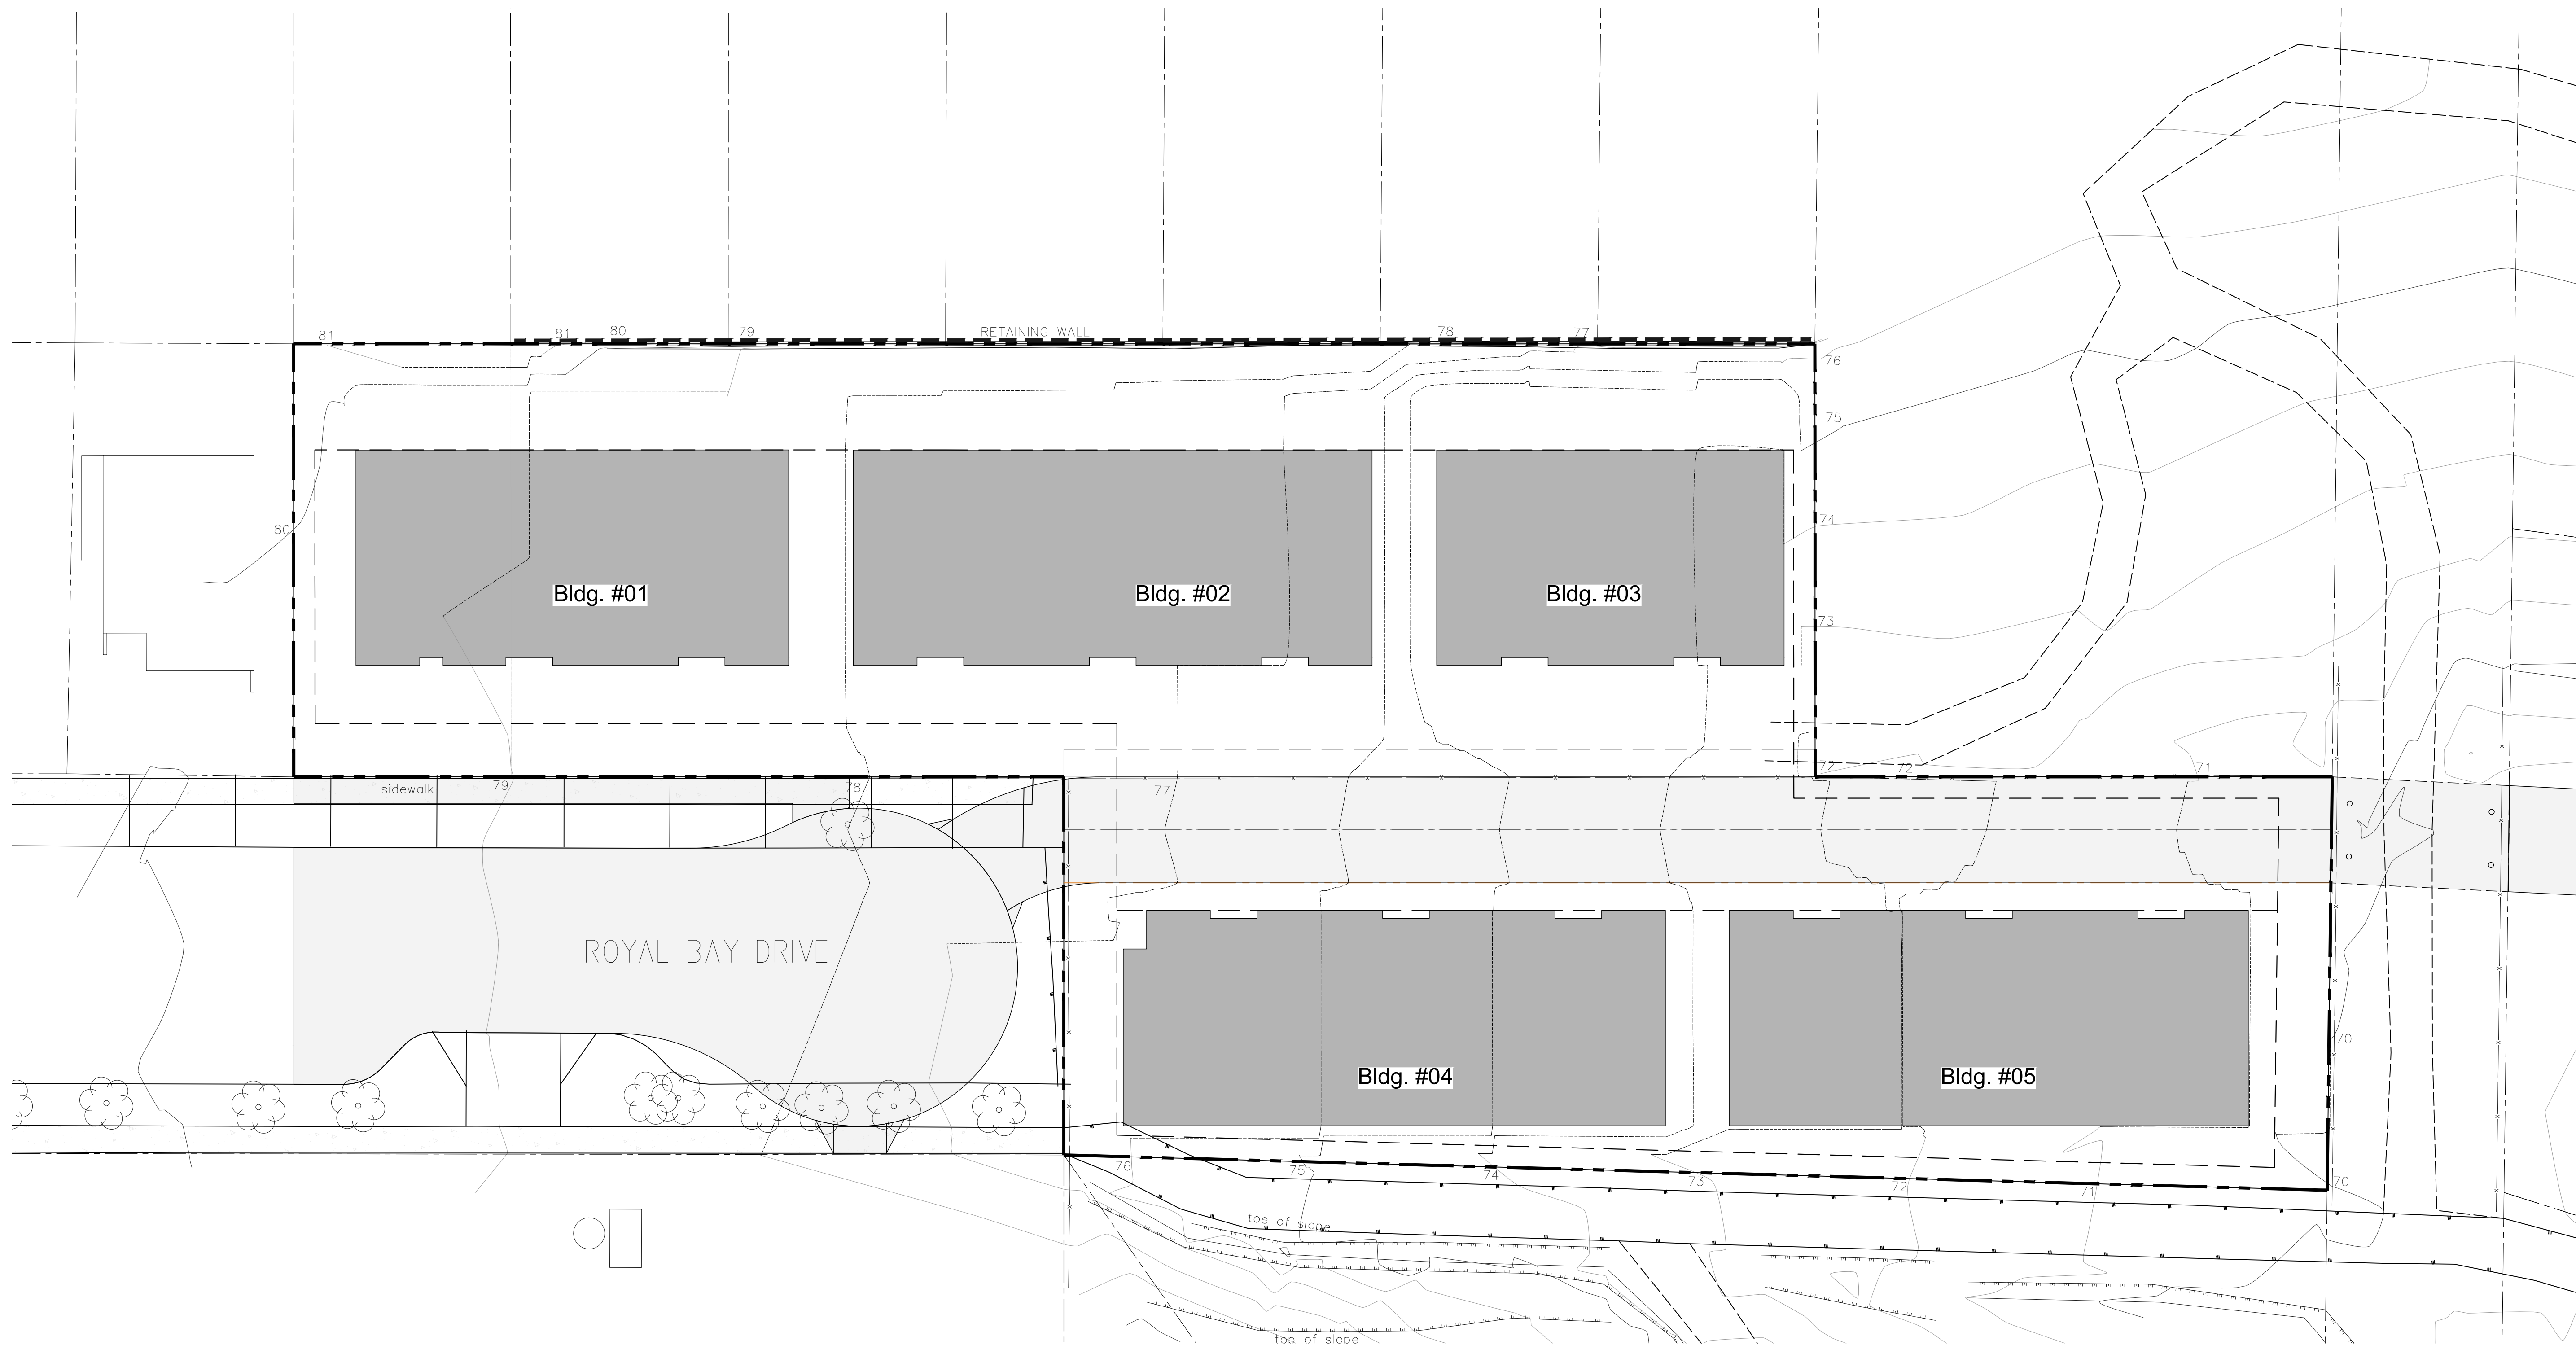 81
81
80
79
RETAINING WALL
78
77
76
75
80
74
Bldg. #01
Bldg. #02
Bldg. #03
73
72
72
71
sidewalk
79
78
77
ROYAL BAY DRIVE
70
Bldg. #04
Bldg. #05
76
75
74
73
72
71
70
toe of slope
top of slope